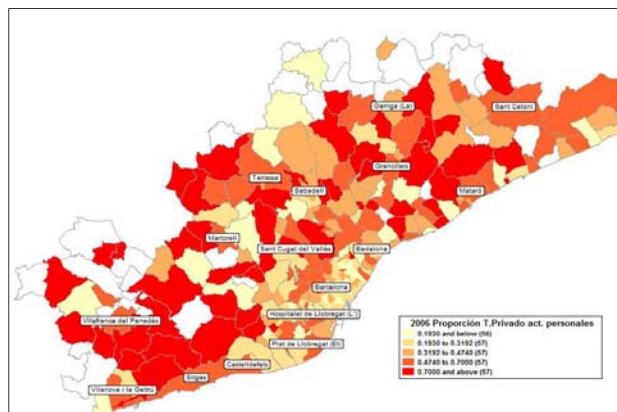 Garriga (La)
Sant Celoni
Granollers
Terrassa
Sabadell
Mataró
Martorell
Sant Cugat del Vallès
Badalona
Barcelona
Vilafranca del Penedès
Hospitalet de Llobregat (L')
Prat de Llobregat (El)
Castelldefels
Sitges
Vilanova i la Geltrú
2006 Proporción T.Privado act. personales
0.1930 and below (56)
0.1930 to 0.3192 (57)
0.3192 to 0.4740 (57)
0.4740 to 0.7000 (57)
0.7000 and above (57)